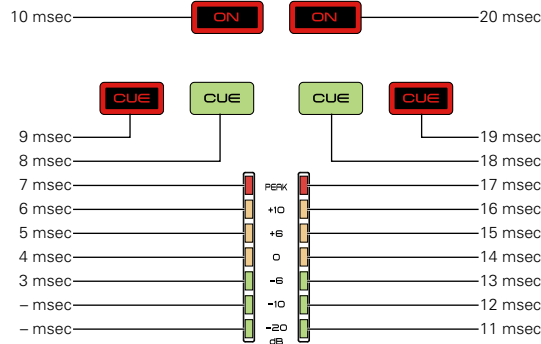 10 msec ON ON 20 msec
CUE CUE CUE CUE
9 msec 19 msec
8 msec 18 msec
7 msec PEAK 17 msec
6 msec +10 16 msec
5 msec +6 15 msec
4 msec 0 14 msec
3 msec -6 13 msec
– msec -10 12 msec
– msec -20 11 msec
dB